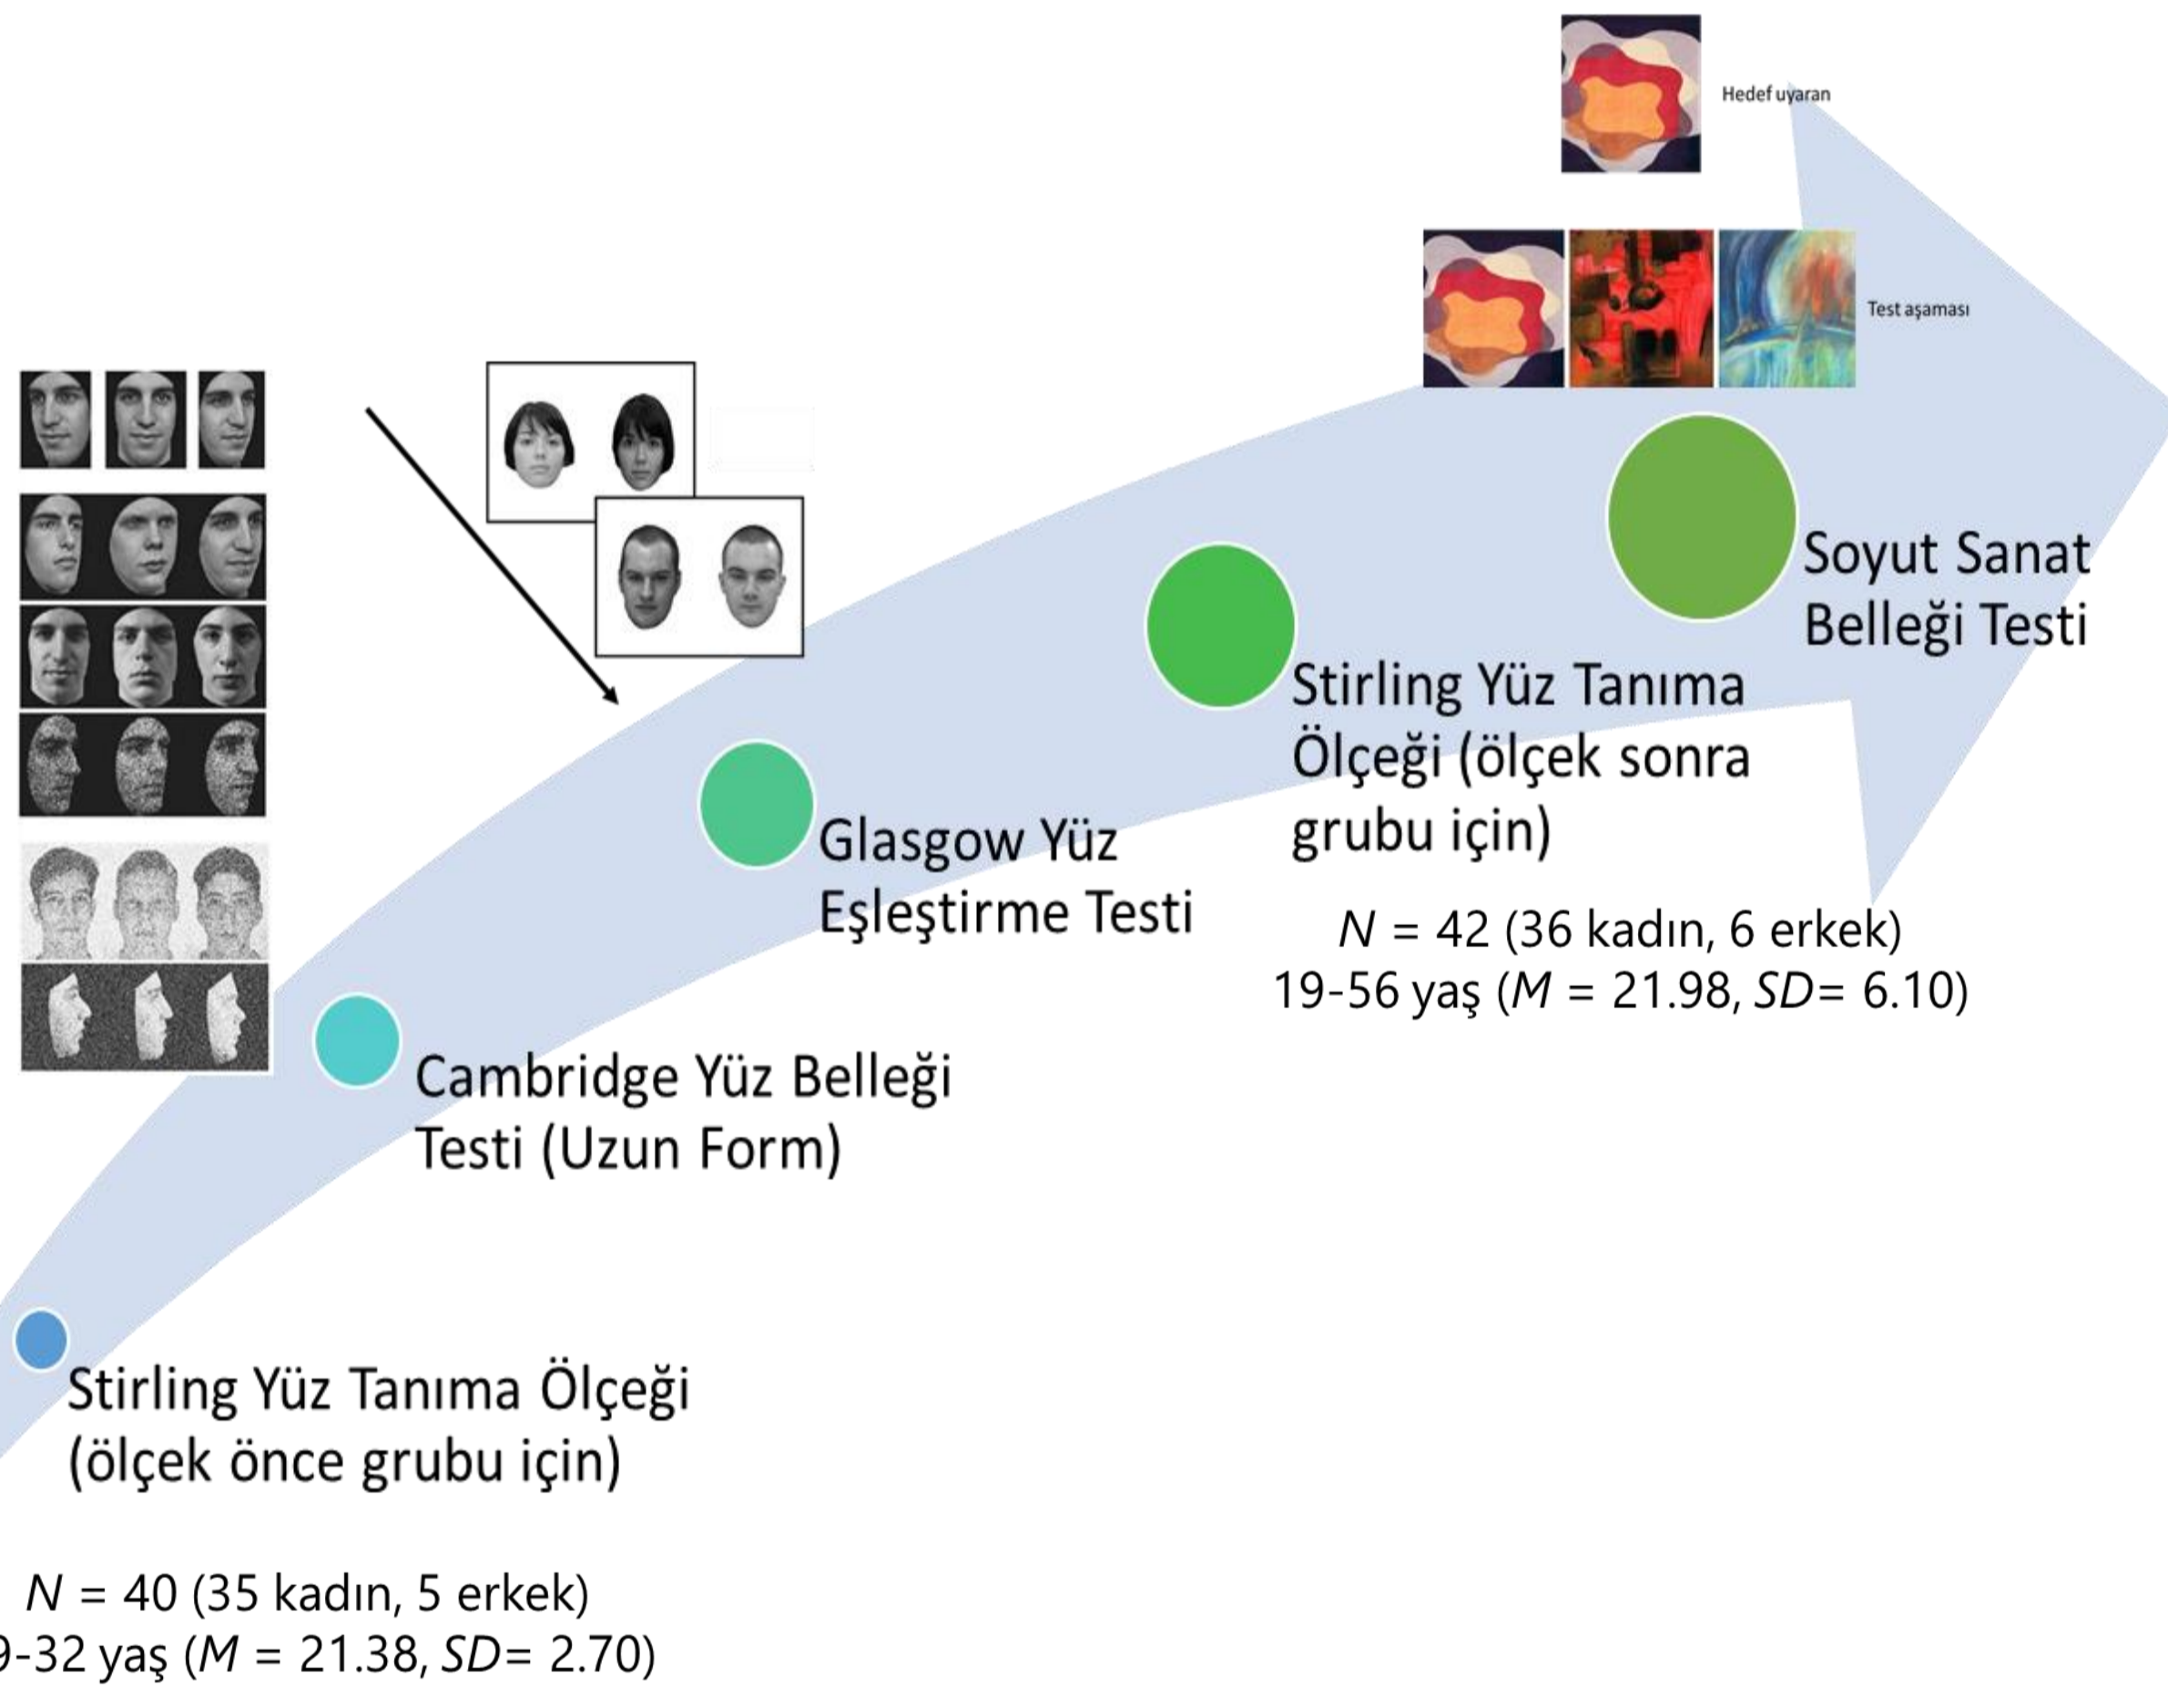 Hedef uyaran
Test aşaması
Soyut Sanat
Belleği Testi
Stirling Yüz Tanıma
Ölçeği (ölçek sonra
grubu için)
N = 42 (36 kadın, 6 erkek)
19-56 yaş (M = 21.98, SD= 6.10)
Glasgow Yüz
Eşleştirme Testi
Cambridge Yüz Belleği
Testi (Uzun Form)
Stirling Yüz Tanıma Ölçeği
(ölçek önce grubu için)
N = 40 (35 kadın, 5 erkek)
9-32 yaş (M = 21.38, SD= 2.70)